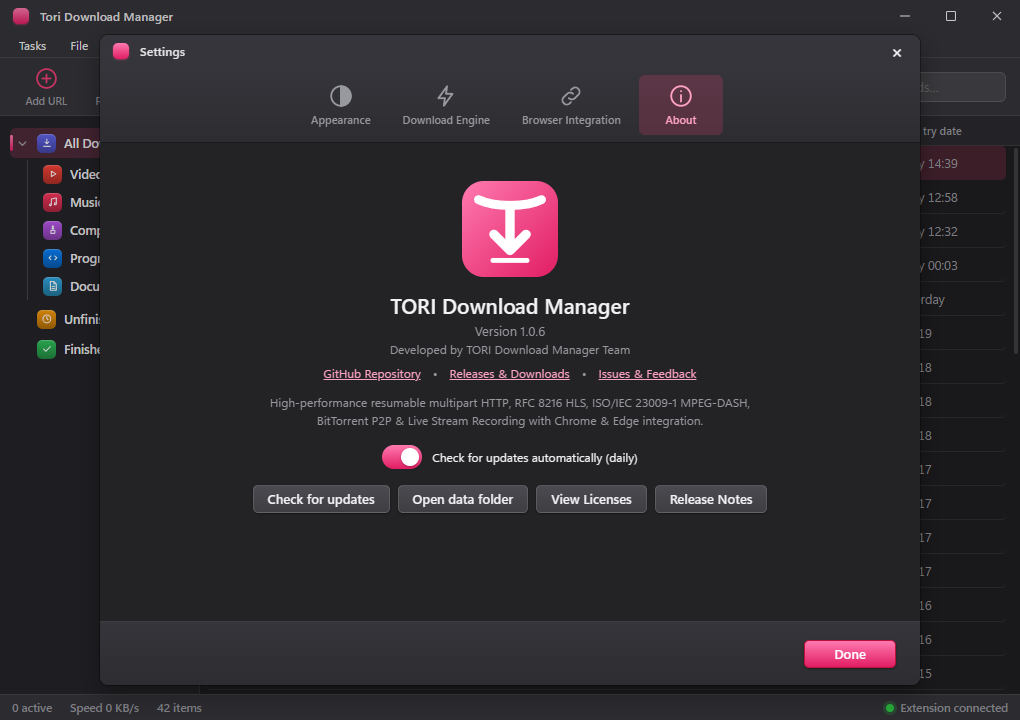 Tori Download Manager
Tasks File
Settings
Add URL
Appearance
Download Engine
Browser Integration
About
try date
All Do
Video
Music
Comp
Progr
Docu
Unfinis
Finishe
14:39
12:58
12:32
00:03
rday
19
18
18
18
17
17
17
17
16
16
15
TORI Download Manager
Version 1.0.6
Developed by TORI Download Manager Team
GitHub Repository • Releases & Downloads • Issues & Feedback
High-performance resumable multipart HTTP, RFC 8216 HLS, ISO/IEC 23009-1 MPEG-DASH,
BitTorrent P2P & Live Stream Recording with Chrome & Edge integration.
Check for updates automatically (daily)
Check for updates
Open data folder
View Licenses
Release Notes
Done
0 active Speed 0 KB/s 42 items
Extension connected